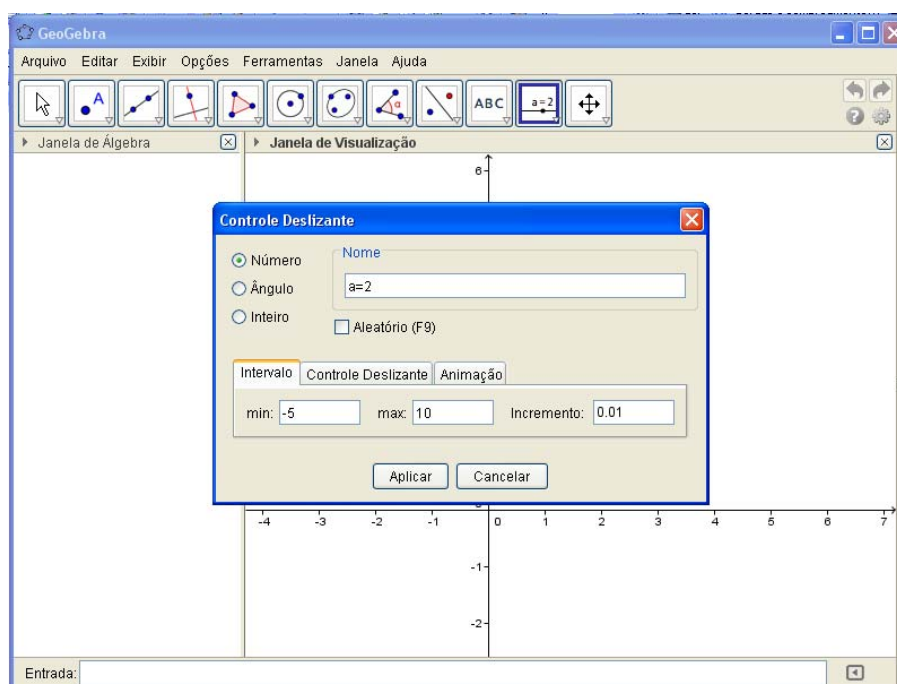 GeoGebra
Arquivo Editar Exibir Opções Ferramentas Janela Ajuda
A α ABC a=2
Janela de Álgebra
Janela de Visualização
6
Controle Deslizante
Número
Ângulo
Inteiro
Nome
a=2
Aleatório (F9)
Intervalo Controle Deslizante Animação
min: -5 max: 10 Incremento: 0.01
Aplicar Cancelar
-4 -3 -2 -1 0 1 2 3 4 5 6 7
-1
-2
Entrada: